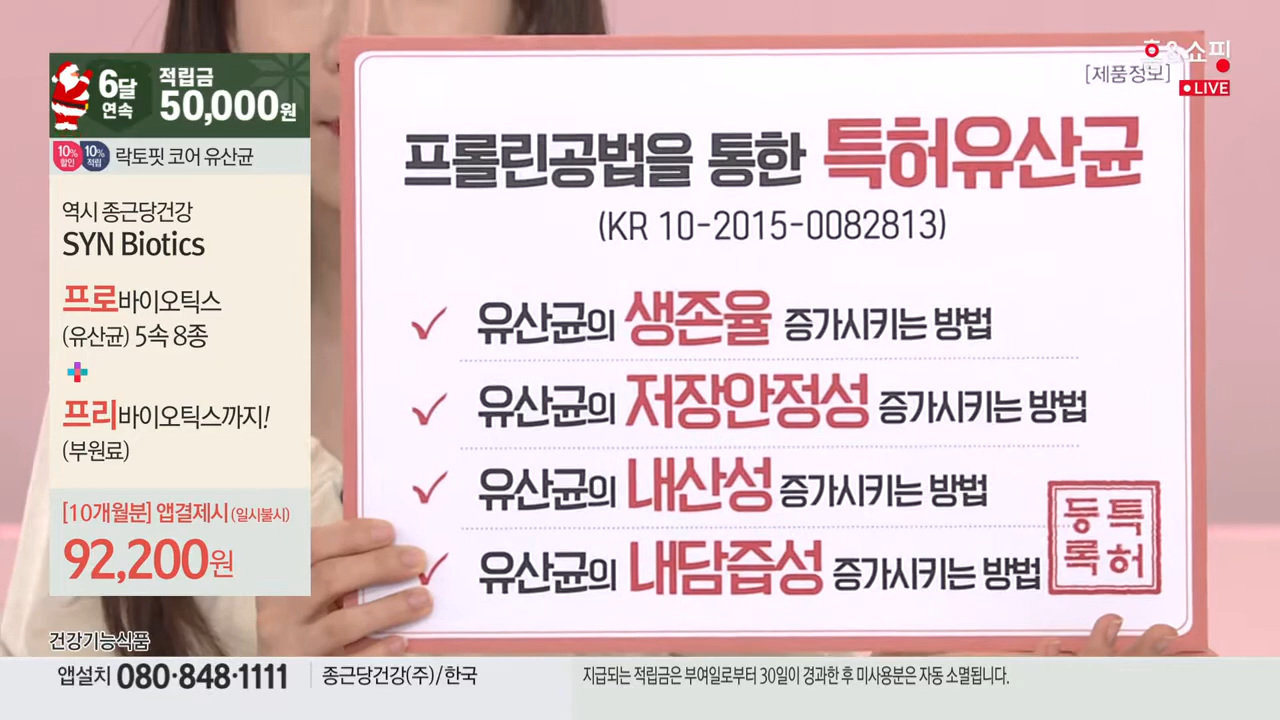 홈&쇼핑
LIVE
6달
연속
적립금
50,000원
10%
할인
10%
적립
락토핏 코어 유산균
역시 종근당건강
SYN Biotics
프로바이오틱스
(유산균) 5속 8종
프리바이오틱스까지!
(부원료)
[10개월분] 앱결제시(일시불시)
92,200원
[제품정보]
프롤린공법을 통한 특허유산균
(KR 10-2015-0082813)
유산균의 생존율 증가시키는 방법
유산균의 저장안정성 증가시키는 방법
유산균의 내산성 증가시키는 방법
유산균의 내담즙성 증가시키는 방법
특허
등록
건강기능식품
앱설치 080·848·1111
종근당건강(주)/한국
지급되는 적립금은 부여일로부터 30일이 경과한 후 미사용분은 자동 소멸됩니다.